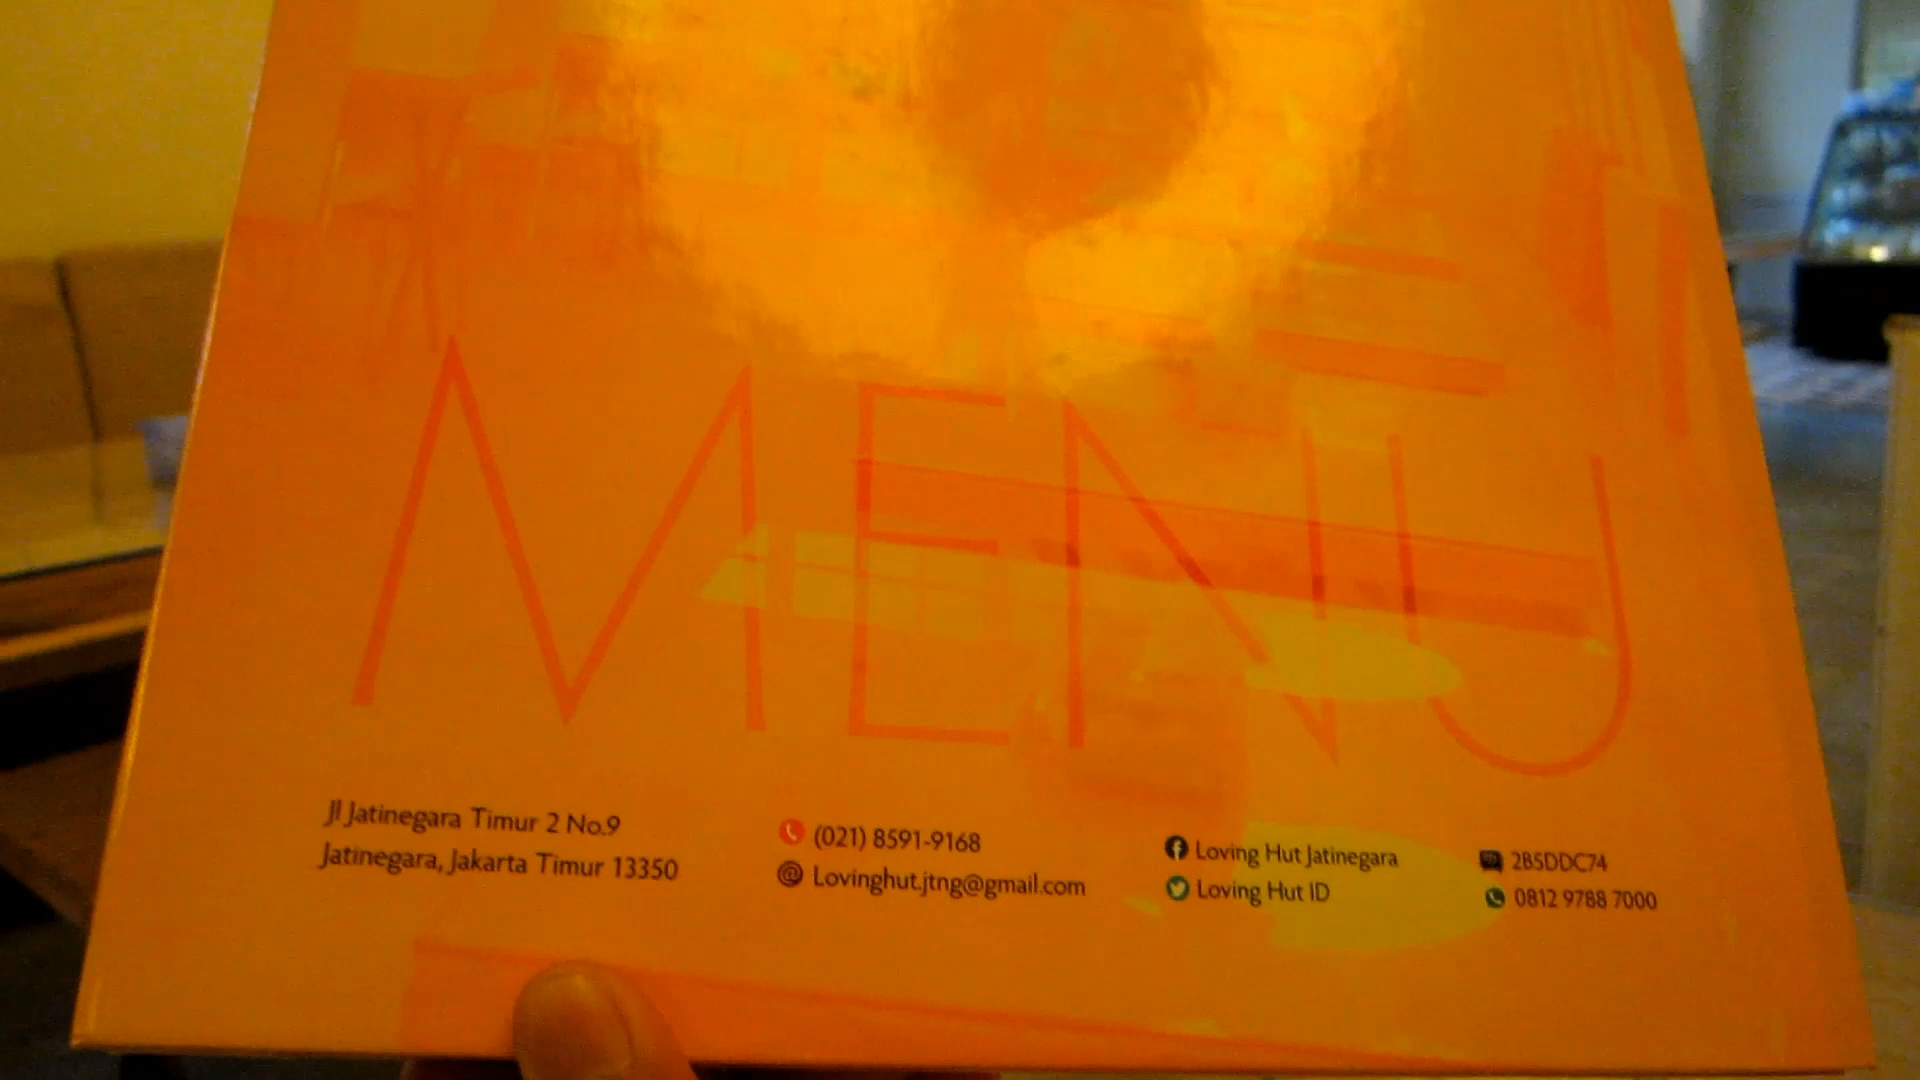 MENU
Jl Jatinegara Timur 2 No.9
Jatinegara, Jakarta Timur 13350
(021) 8591-9168
@ Lovinghut.jtng@gmail.com
Loving Hut Jatinegara
Loving Hut ID
2B5DDC74
0812 9788 7000